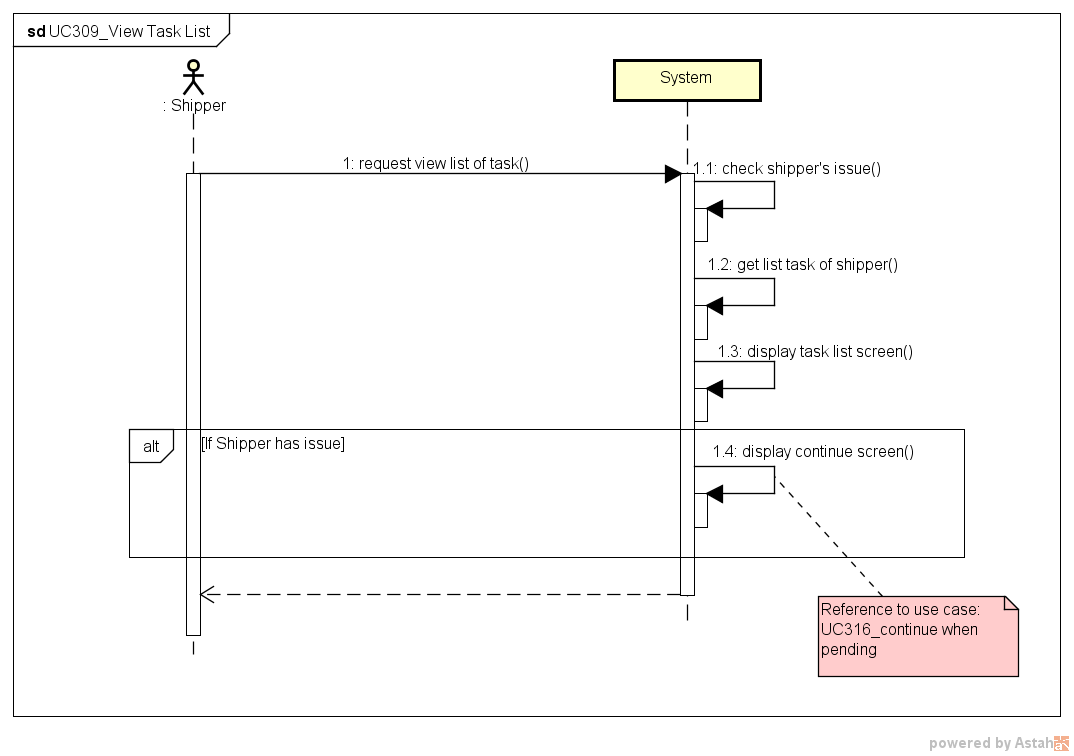 sd UC309_View Task List
: Shipper
System
1: request view list of task()
1.1: check shipper's issue()
1.2: get list task of shipper()
1.3: display task list screen()
alt
[If Shipper has issue]
1.4: display continue screen()
Reference to use case:
UC316_continue when
pending
powered by Astah